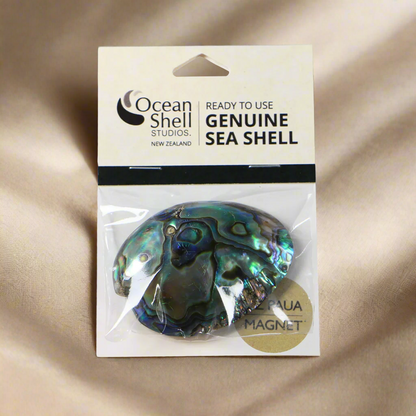 Ocean
Shell
STUDIOS.
NEW ZEALAND
READY TO USE
GENUINE
SEA SHELL
PAUA
MAGNET